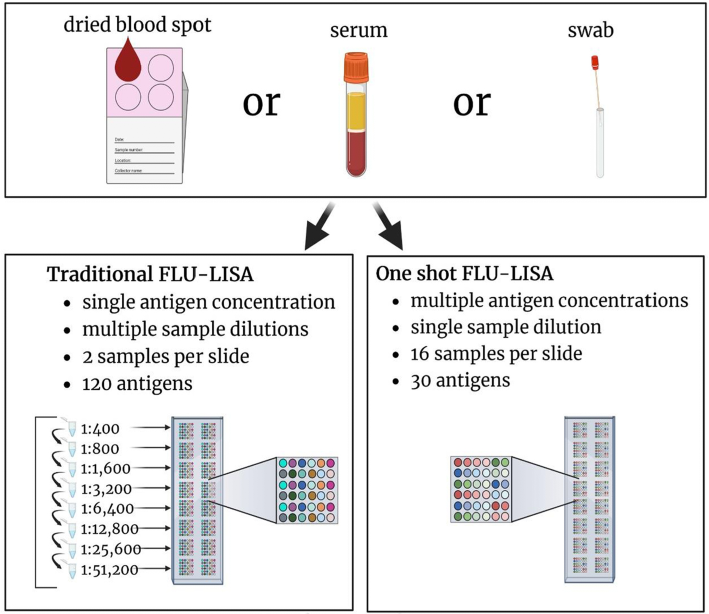 dried blood spot
serum
swab
or
or
Date:
Sample number:
Location:
Collector name:
Traditional FLU-LISA
• single antigen concentration
• multiple sample dilutions
• 2 samples per slide
• 120 antigens
1:400
1:800
1:1,600
1:3,200
1:6,400
1:12,800
1:25,600
1:51,200
One shot FLU-LISA
• multiple antigen concentrations
• single sample dilution
• 16 samples per slide
• 30 antigens